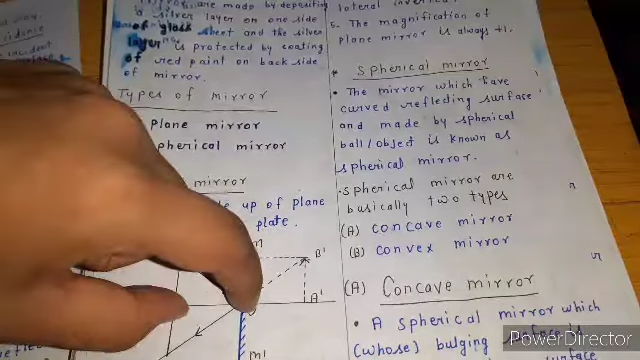 are made by depositing
a silver layer on one side
of glass sheet and the silver
layer is protected by coating
of red paint on back side
of mirror.
Types of mirror
Plane mirror
pherical mirror
mirror
de up of plane
plate.
M
B'
A'
M'
lateral
5. The magnification of
plane mirror is always +1.
* Spherical mirror
• The mirror which have
curved reflecting surface
and made by spherical
ball/object is known as
spherical mirror.
• Spherical mirror are
basically two types
(A) concave mirror
(B) convex mirror
(A) Concave mirror
• A spherical mirror which
(whose) bulging
surface
PowerDirector